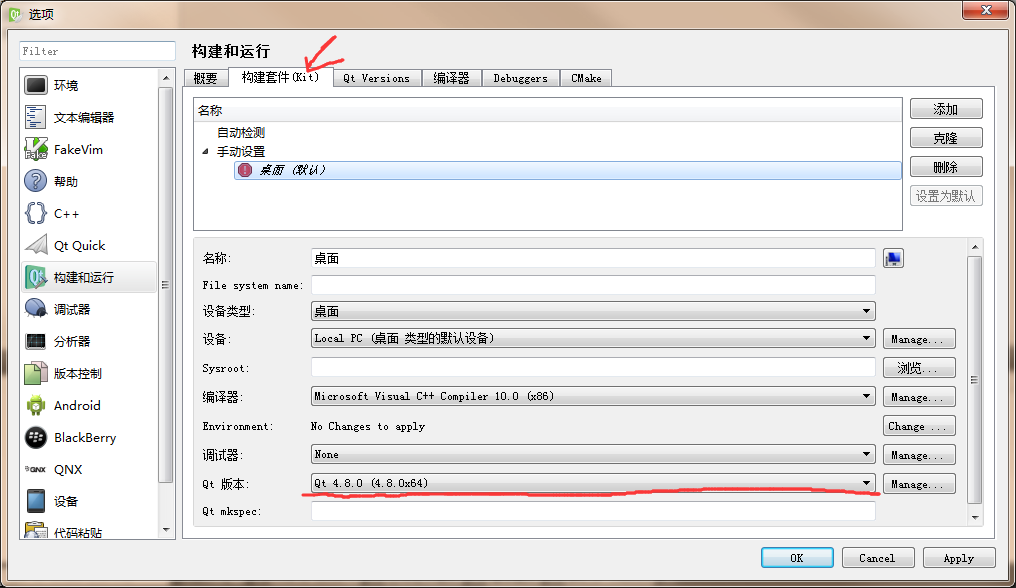 选项
Filter
环境
文本编辑器
FakeVim
帮助
C++
Qt Quick
构建和运行
调试器
分析器
版本控制
Android
BlackBerry
QNX
设备
代码粘贴
构建和运行
概要 构建套件(Kit) Qt Versions 编译器 Debuggers CMake
名称
自动检测
手动设置
桌面 (默认)
添加
克隆
删除
设置为默认
名称: 桌面
File system name:
设备类型: 桌面
设备: Local PC (桌面 类型的默认设备) Manage...
Sysroot: 浏览...
编译器: Microsoft Visual C++ Compiler 10.0 (x86) Manage...
Environment: No Changes to apply Change ...
调试器: None Manage...
Qt 版本: Qt 4.8.0 (4.8.0x64) Manage...
Qt mkspec:
OK Cancel Apply